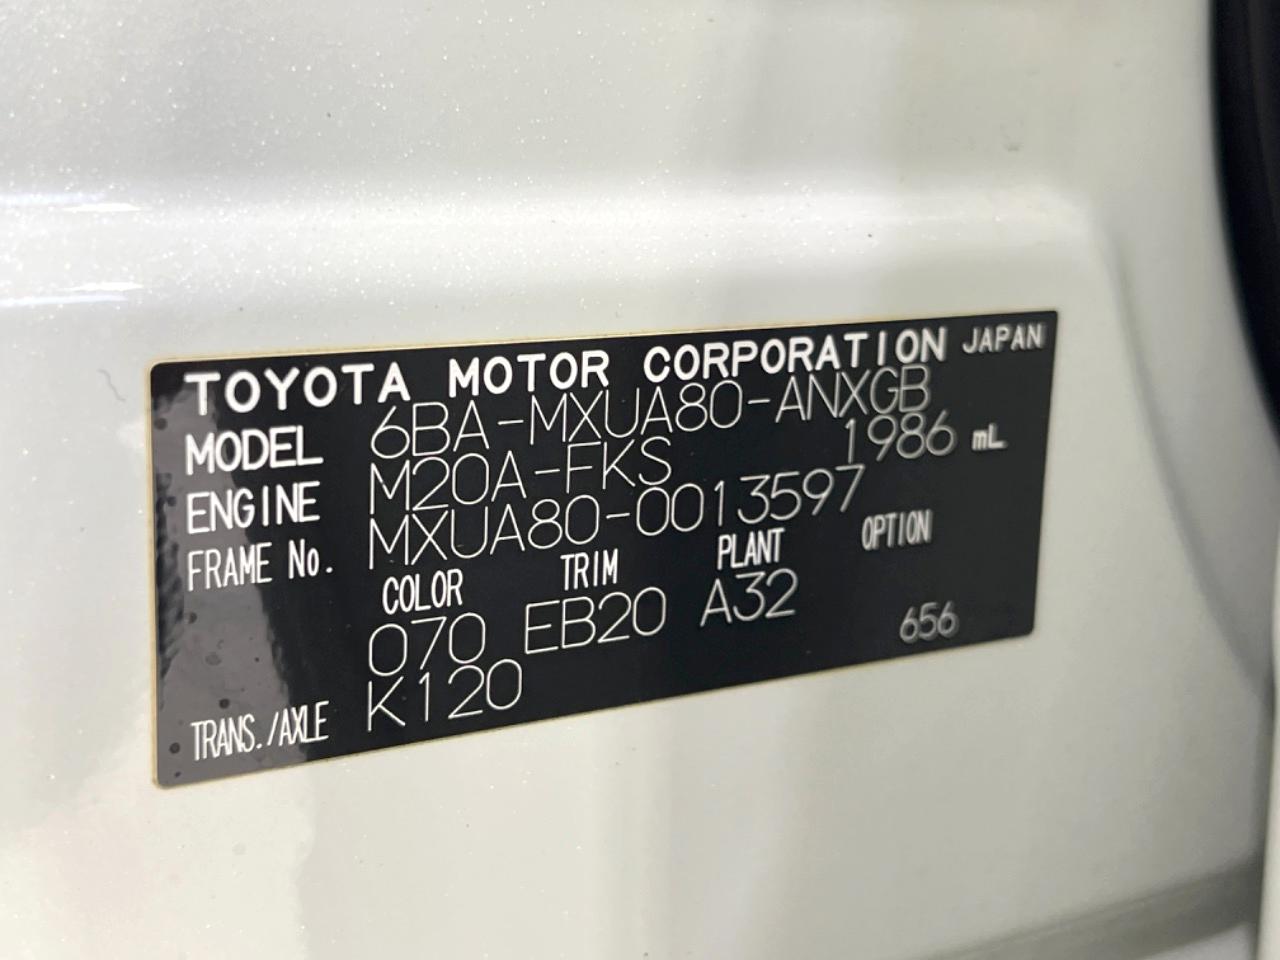 TOYOTA MOTOR CORPORATION JAPAN
MODEL 6BA-MXUA80-ANXGB
ENGINE M20A-FKS 1986 mL
FRAME No. MXUA80-0013597
COLOR TRIM PLANT OPTION
070 EB20 A32 656
TRANS./AXLE K120